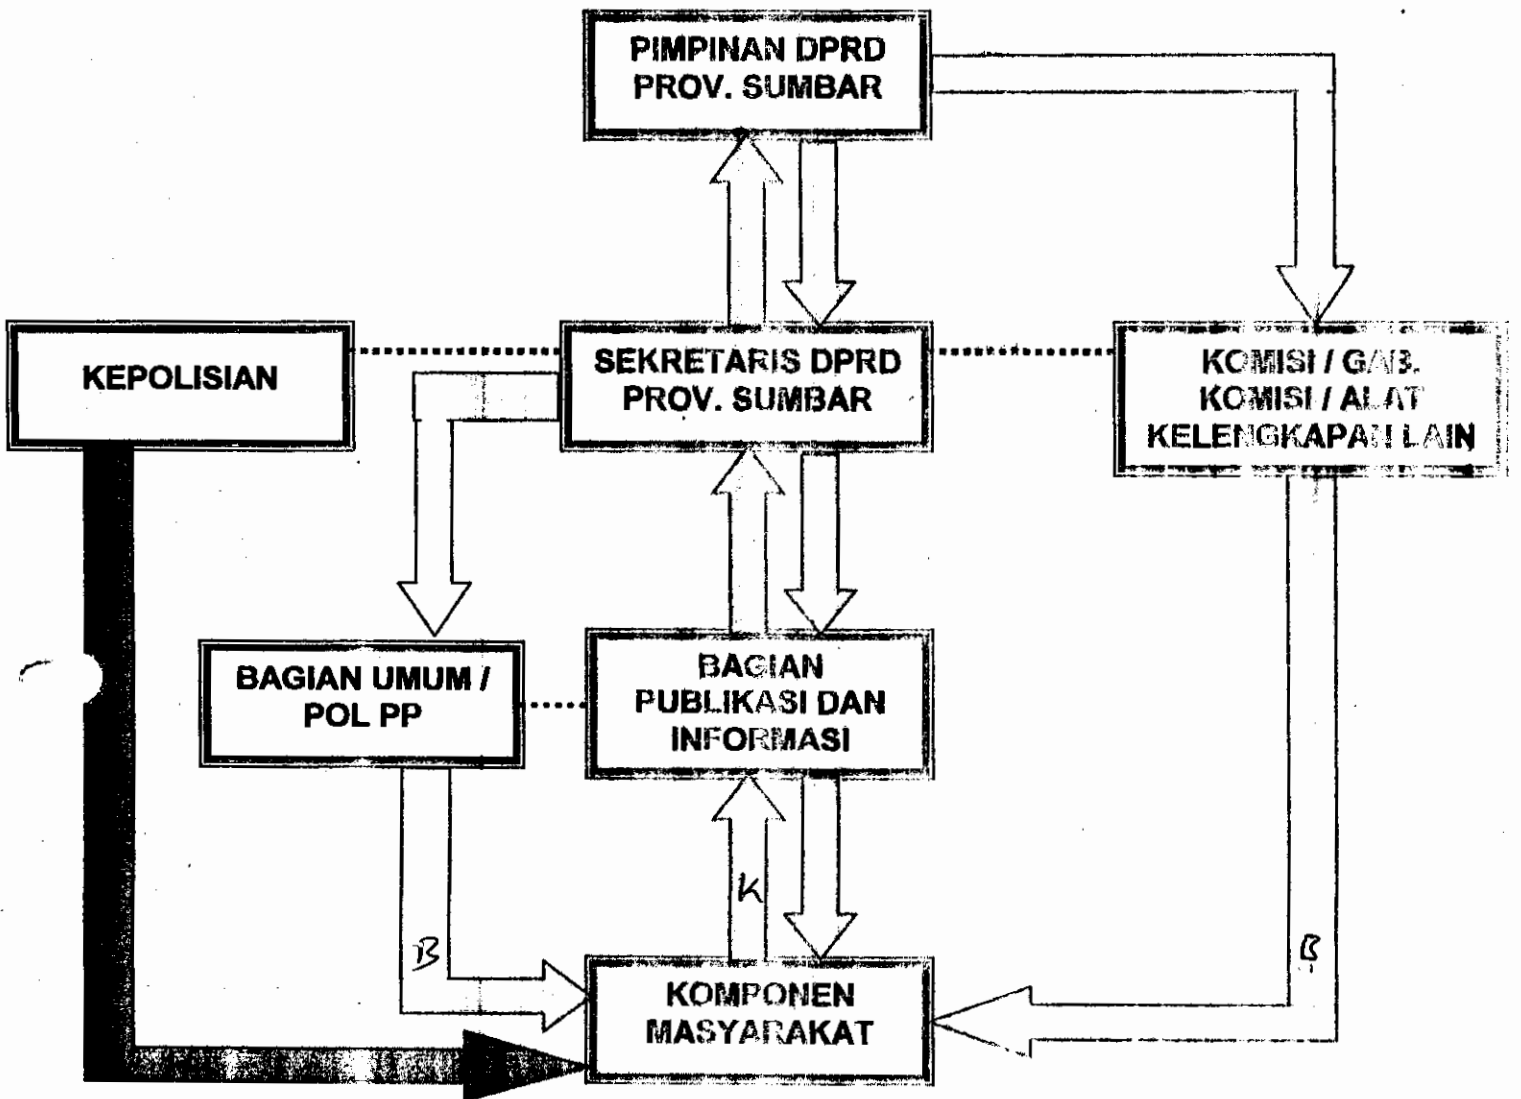 PIMPINAN DPRD
PROV. SUMBAR
KEPOLISIAN
SEKRETARIS DPRD
PROV. SUMBAR
KOMISI / GAB.
KOMISI / ALAT
KELENGKAPAN LAIN
BAGIAN UMUM /
POL PP
BAGIAN
PUBLIKASI DAN
INFORMASI
K
B
B
KOMPONEN
MASYARAKAT